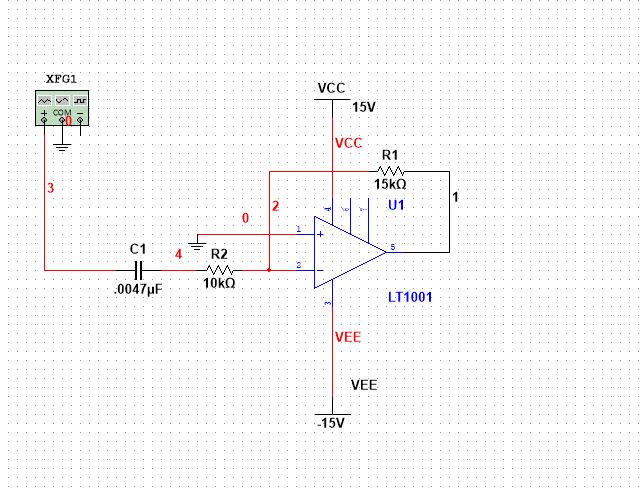 XFG1
COM
0
VCC
15V
VCC
R1
15kΩ
3
2
1
U1
4
0
1
5
C1
4
R2
2
.0047µF
10kΩ
3
LT1001
VEE
VEE
-15V